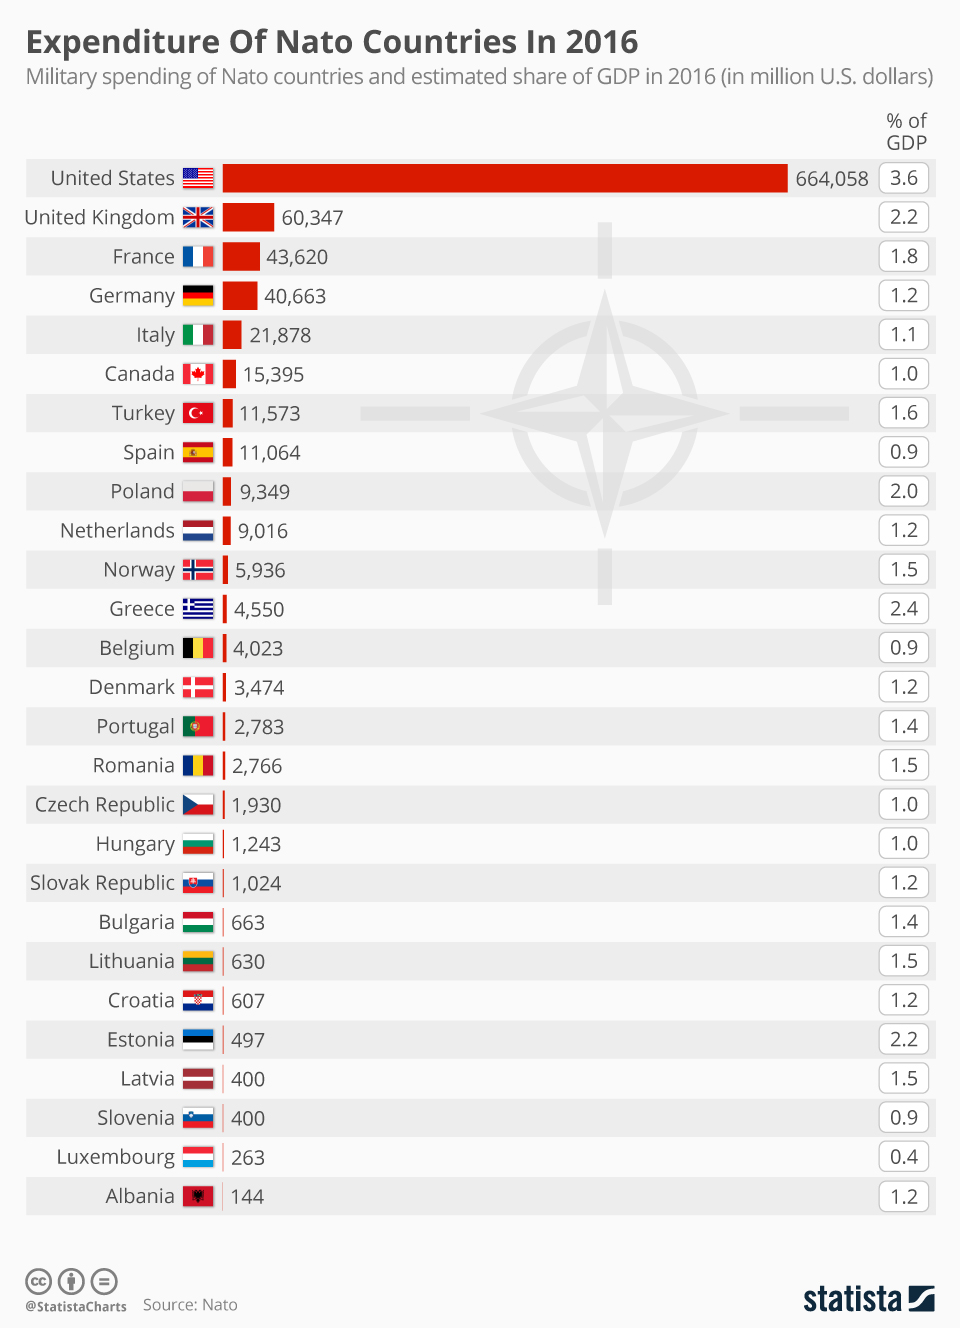 Expenditure Of Nato Countries In 2016
Military spending of Nato countries and estimated share of GDP in 2016 (in million U.S. dollars)
% of
GDP
United States 664,058 3.6
United Kingdom 60,347 2.2
France 43,620 1.8
Germany 40,663 1.2
Italy 21,878 1.1
Canada 15,395 1.0
Turkey 11,573 1.6
Spain 11,064 0.9
Poland 9,349 2.0
Netherlands 9,016 1.2
Norway 5,936 1.5
Greece 4,550 2.4
Belgium 4,023 0.9
Denmark 3,474 1.2
Portugal 2,783 1.4
Romania 2,766 1.5
Czech Republic 1,930 1.0
Hungary 1,243 1.0
Slovak Republic 1,024 1.2
Bulgaria 663 1.4
Lithuania 630 1.5
Croatia 607 1.2
Estonia 497 2.2
Latvia 400 1.5
Slovenia 400 0.9
Luxembourg 263 0.4
Albania 144 1.2
cc
@StatistaCharts Source: Nato
statista